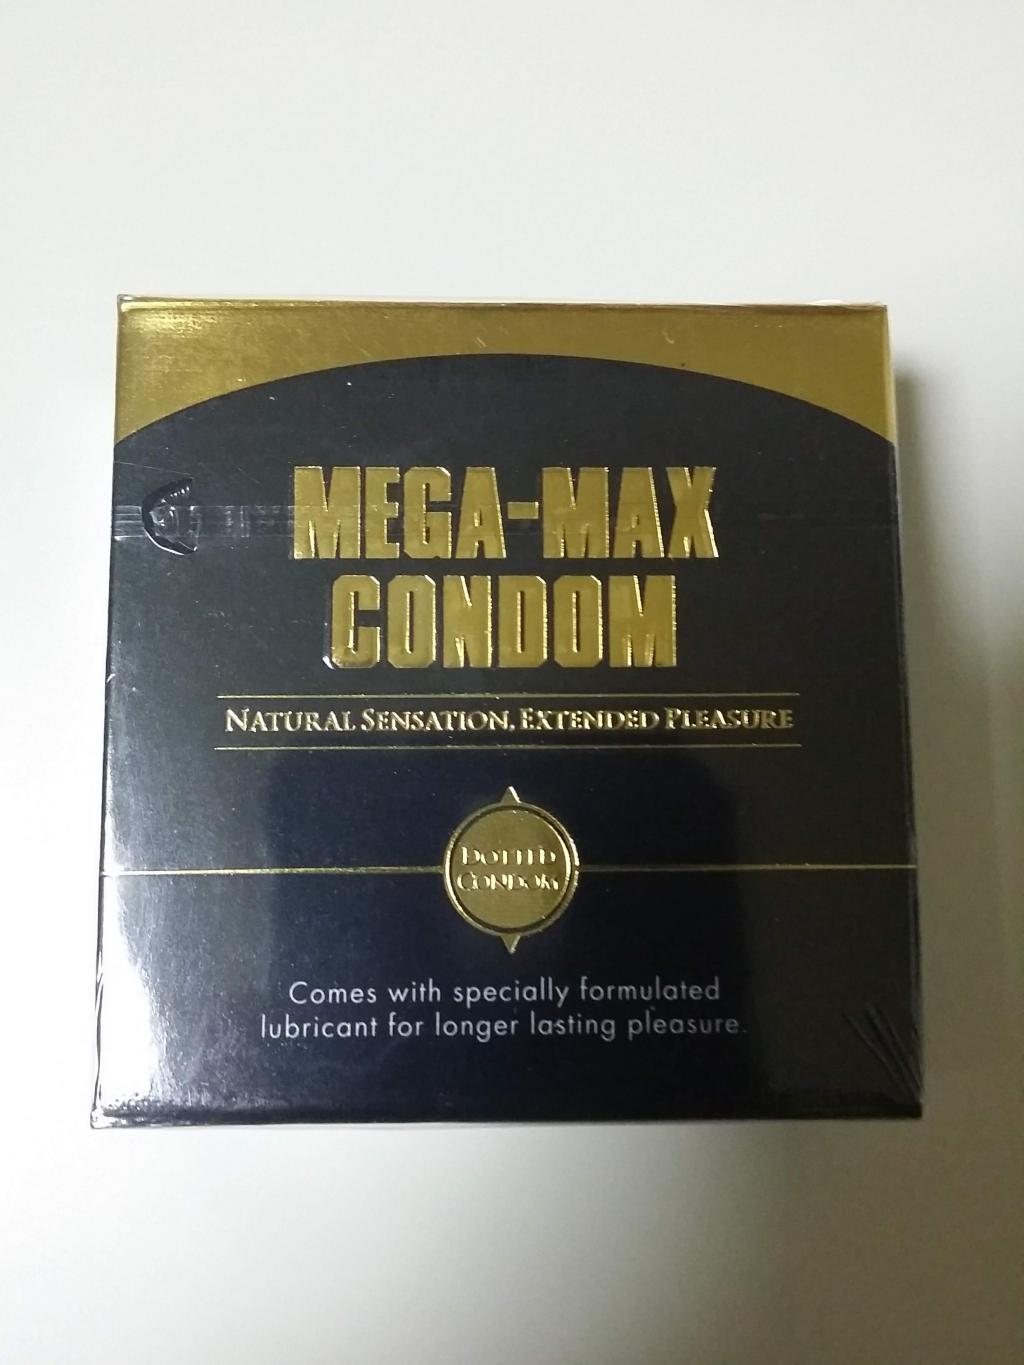 MEGA-MAX
CONDOM
NATURAL SENSATION, EXTENDED PLEASURE
DOTTED
CONDOM
Comes with specially formulated
lubricant for longer lasting pleasure.